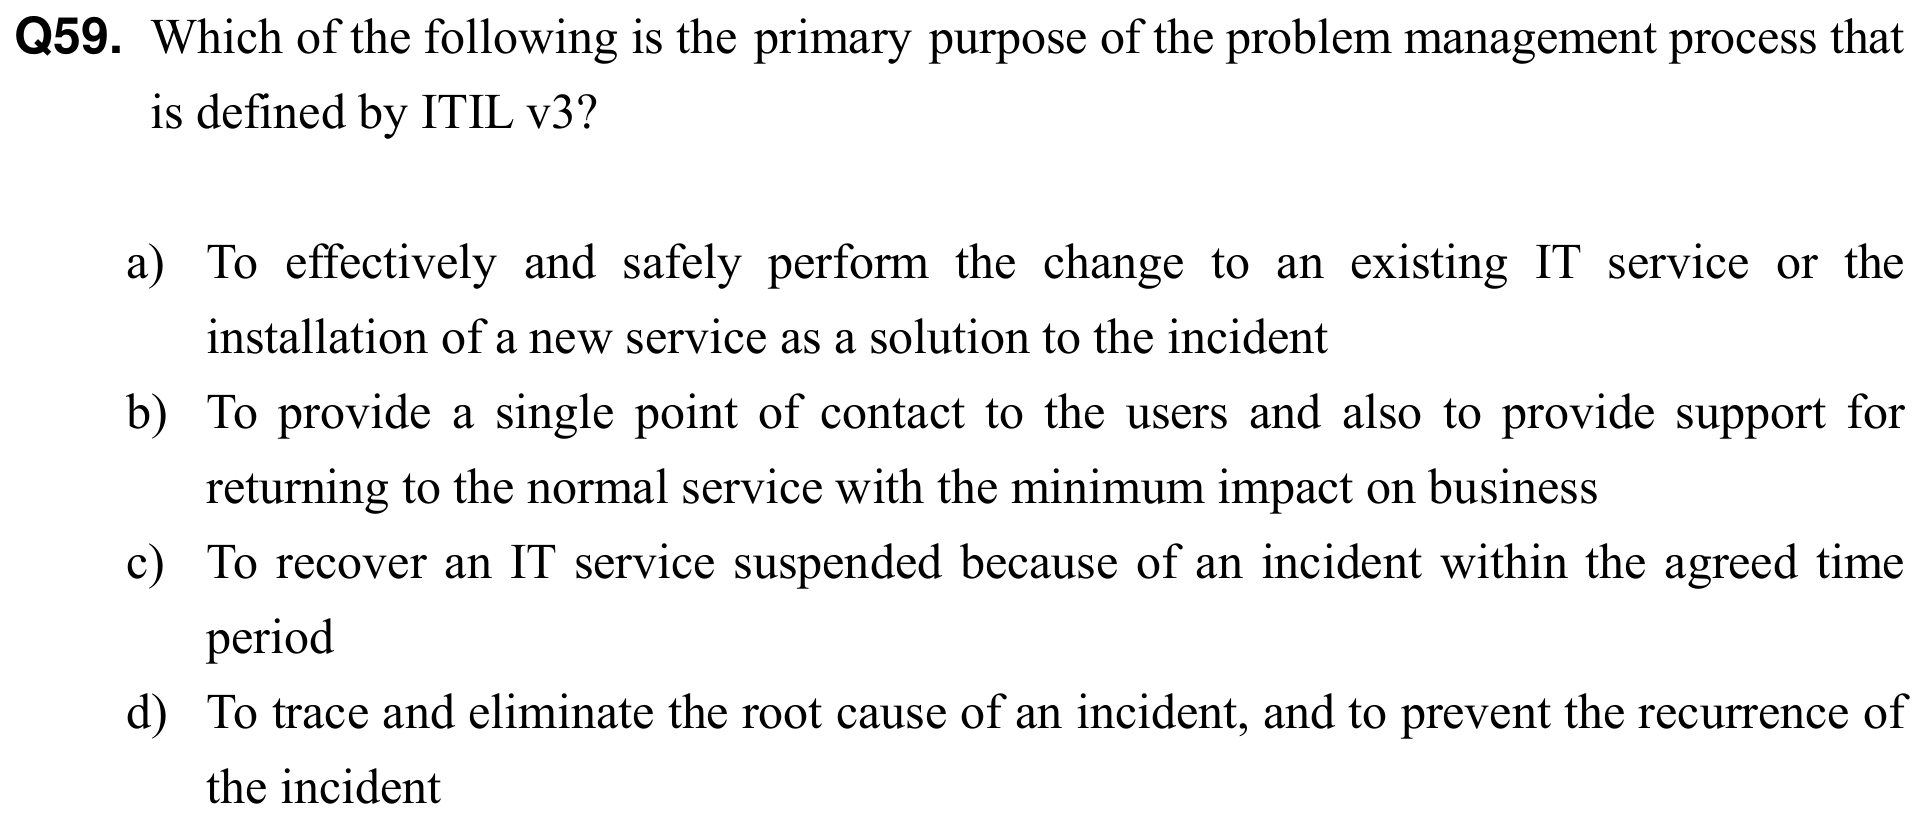 Q59. Which of the following is the primary purpose of the problem management process that
is defined by ITIL v3?
a) To effectively and safely perform the change to an existing IT service or the
installation of a new service as a solution to the incident
b) To provide a single point of contact to the users and also to provide support for
returning to the normal service with the minimum impact on business
c) To recover an IT service suspended because of an incident within the agreed time
period
d) To trace and eliminate the root cause of an incident, and to prevent the recurrence of
the incident